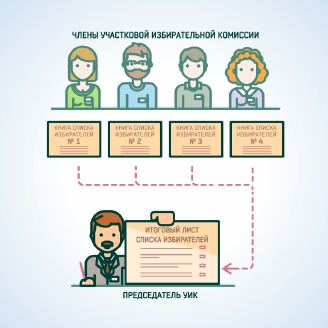 ЧЛЕНЫ УЧАСТКОВОЙ ИЗБИРАТЕЛЬНОЙ КОМИССИИ
КНИГА СПИСКА
ИЗБИРАТЕЛЕЙ
№ 1
КНИГА СПИСКА
ИЗБИРАТЕЛЕЙ
№ 2
КНИГА СПИСКА
ИЗБИРАТЕЛЕЙ
№ 3
КНИГА СПИСКА
ИЗБИРАТЕЛЕЙ
№ 4
ИТОГОВЫЙ ЛИСТ
СПИСКА ИЗБИРАТЕЛЕЙ
ПРЕДСЕДАТЕЛЬ УИК